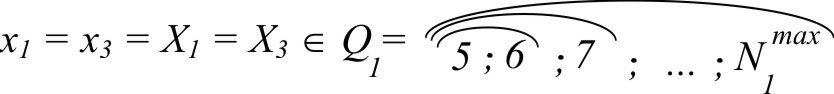 x₁ = x₃ = X₁ = X₃ ∈ Q₁ = 5 ; 6 ; 7 ; ... ; N₁ᵐᵃˣ